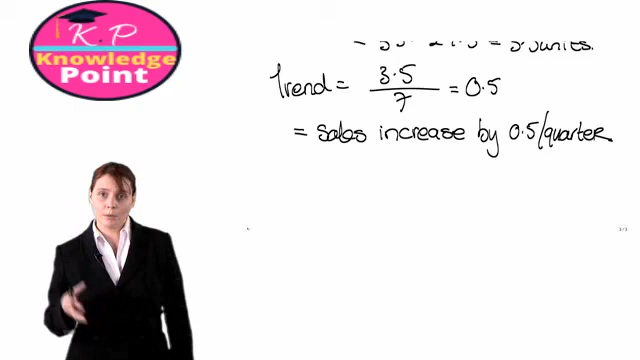 K.P
Knowledge
Point
Trend = 3.5 / 7 = 0.5
= sales increase by 0.5/quarter.